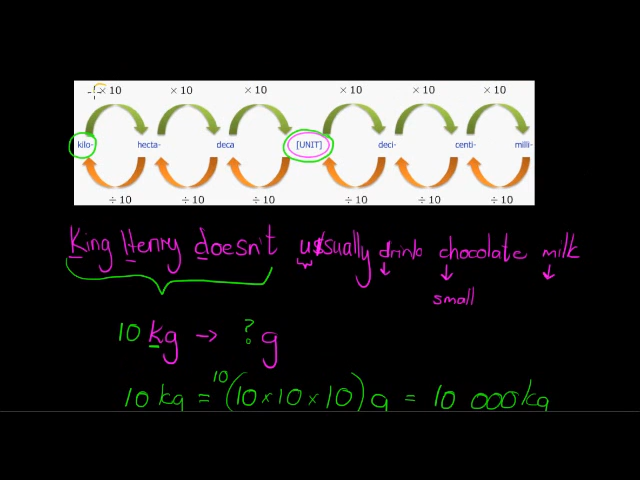 × 10 × 10 × 10 × 10 × 10 × 10
kilo- hecta- deca [UNIT] deci- centi- milli-
÷ 10 ÷ 10 ÷ 10 ÷ 10 ÷ 10 ÷ 10
King Henry doesn't usually drink chocolate milk
small
10 kg → ? g
10 kg = 10 (10 × 10 × 10) g = 10 000 kg